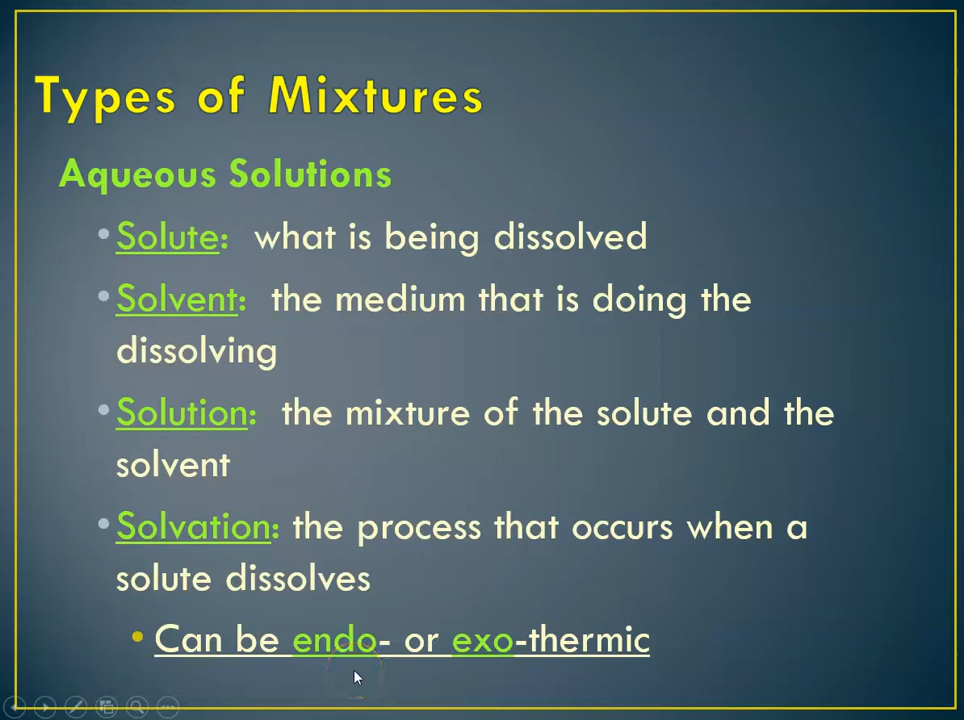 Types of Mixtures
Aqueous Solutions
• Solute: what is being dissolved
• Solvent: the medium that is doing the
dissolving
• Solution: the mixture of the solute and the
solvent
• Solvation: the process that occurs when a
solute dissolves
• Can be endo- or exo-thermic